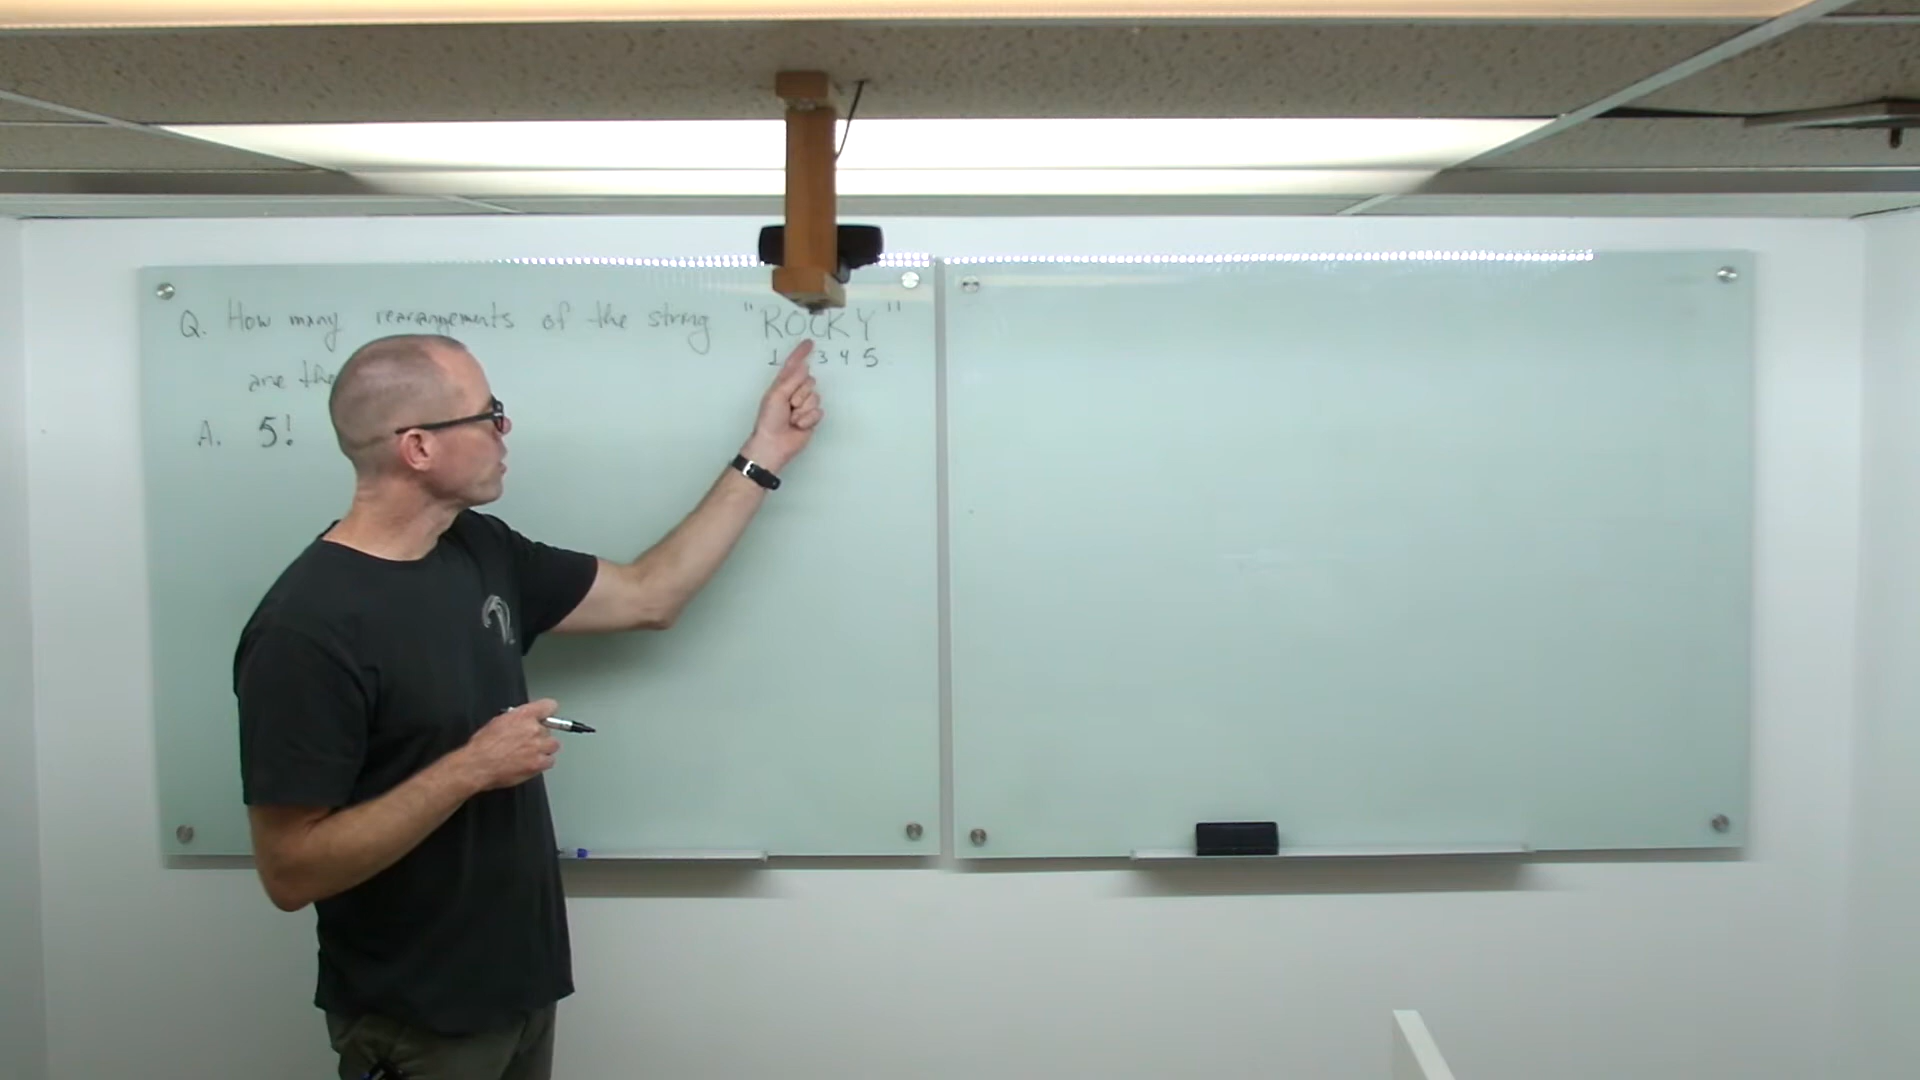 Q. How many rearrangements of the string "ROCKY"
1 3 4 5
are the
A. 5!